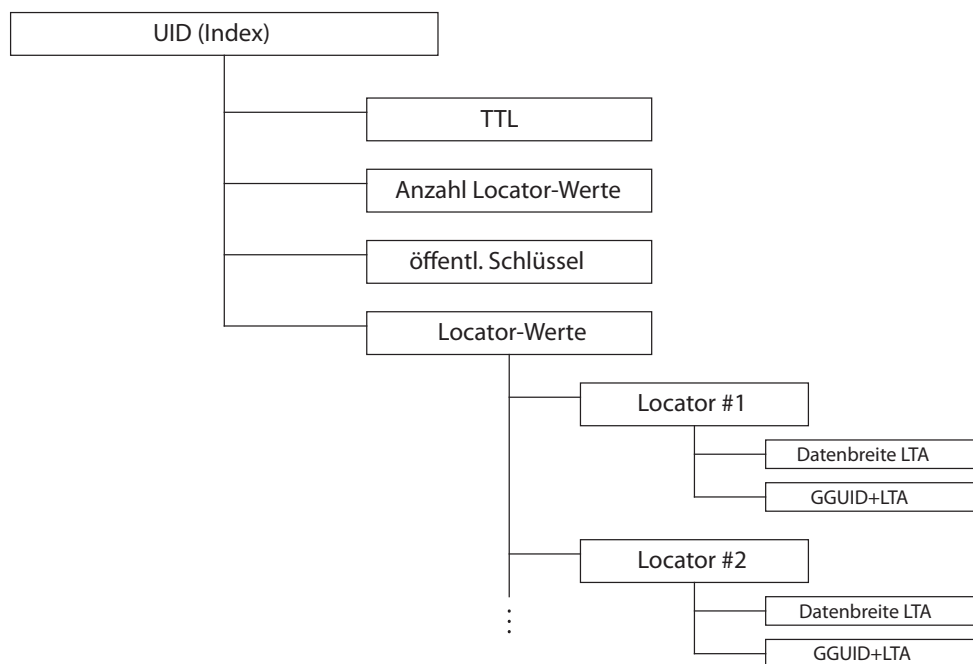 UID (Index)
TTL
Anzahl Locator-Werte
öffentl. Schlüssel
Locator-Werte
Locator #1
Datenbreite LTA
GGUID+LTA
Locator #2
Datenbreite LTA
GGUID+LTA